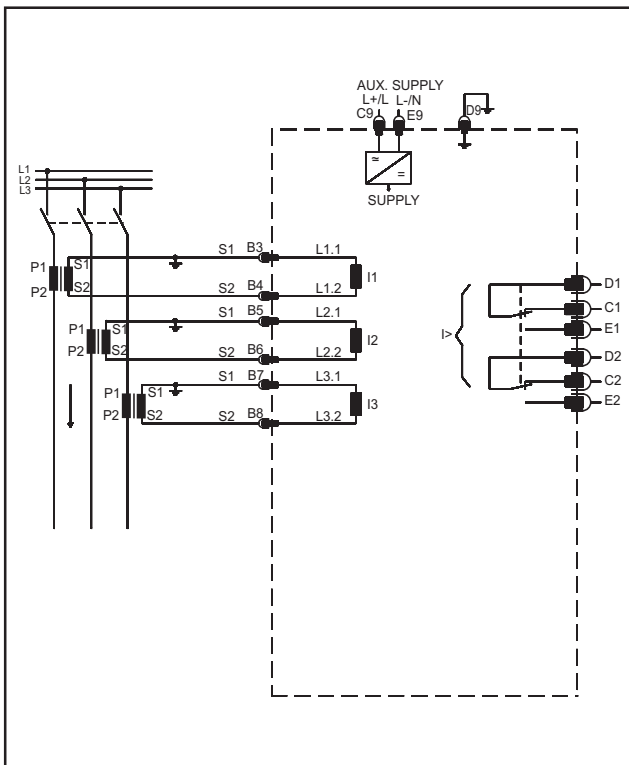 AUX. SUPPLY
L+/L L-/N
C9 E9 D9
≃
=
SUPPLY
L1
L2
L3
S1 B3 L1.1
P1 S1 I1
P2 S2 S2 B4 L1.2
S1 B5 L2.1
P1 S1 I2
P2 S2 S2 B6 L2.2
S1 B7 L3.1
P1 S1 I3
P2 S2 S2 B8 L3.2
I>
D1
C1
E1
D2
C2
E2